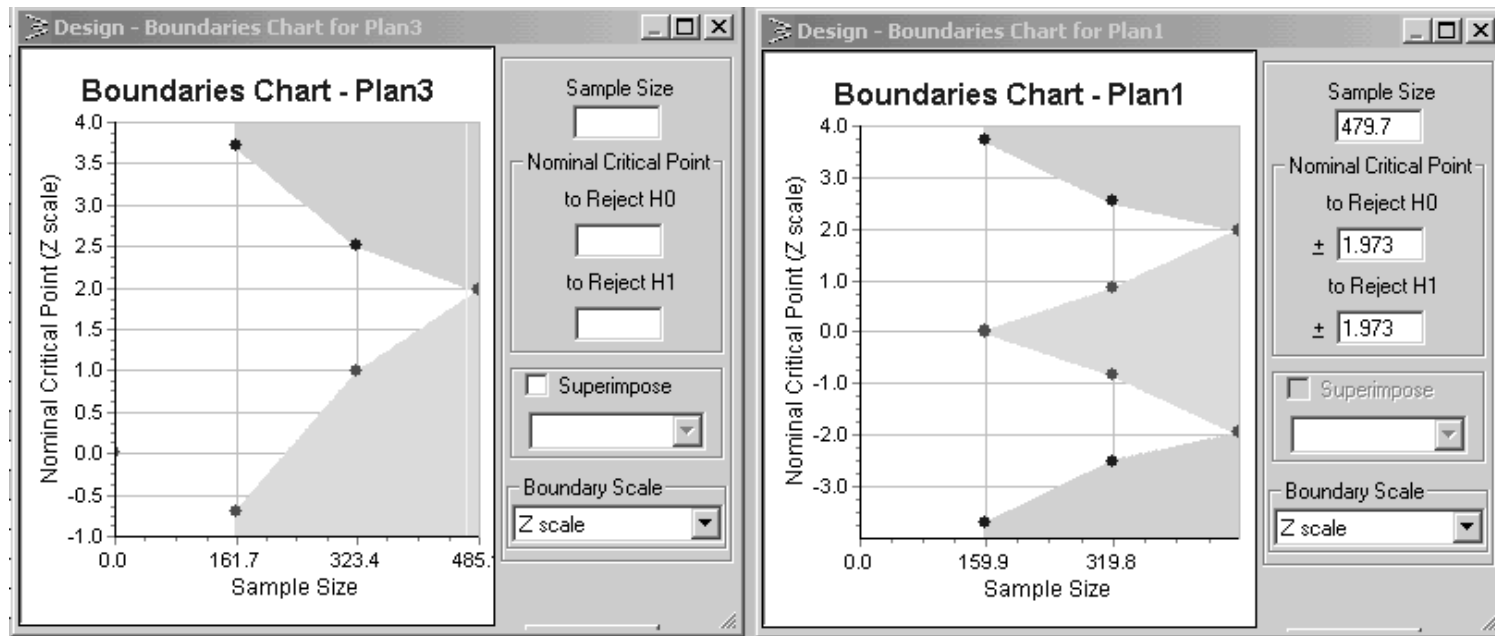 Design - Boundaries Chart for Plan3
Boundaries Chart - Plan3
Nominal Critical Point (Z scale)
4.0
3.5
3.0
2.5
2.0
1.5
1.0
0.5
0.0
-0.5
-1.0
0.0 161.7 323.4 485.
Sample Size
Sample Size
Nominal Critical Point
to Reject H0
to Reject H1
Superimpose
Boundary Scale
Z scale
Design - Boundaries Chart for Plan1
Boundaries Chart - Plan1
Nominal Critical Point (Z scale)
4.0
3.0
2.0
1.0
0.0
-1.0
-2.0
-3.0
0.0 159.9 319.8
Sample Size
Sample Size
479.7
Nominal Critical Point
to Reject H0
± 1.973
to Reject H1
± 1.973
Superimpose
Boundary Scale
Z scale